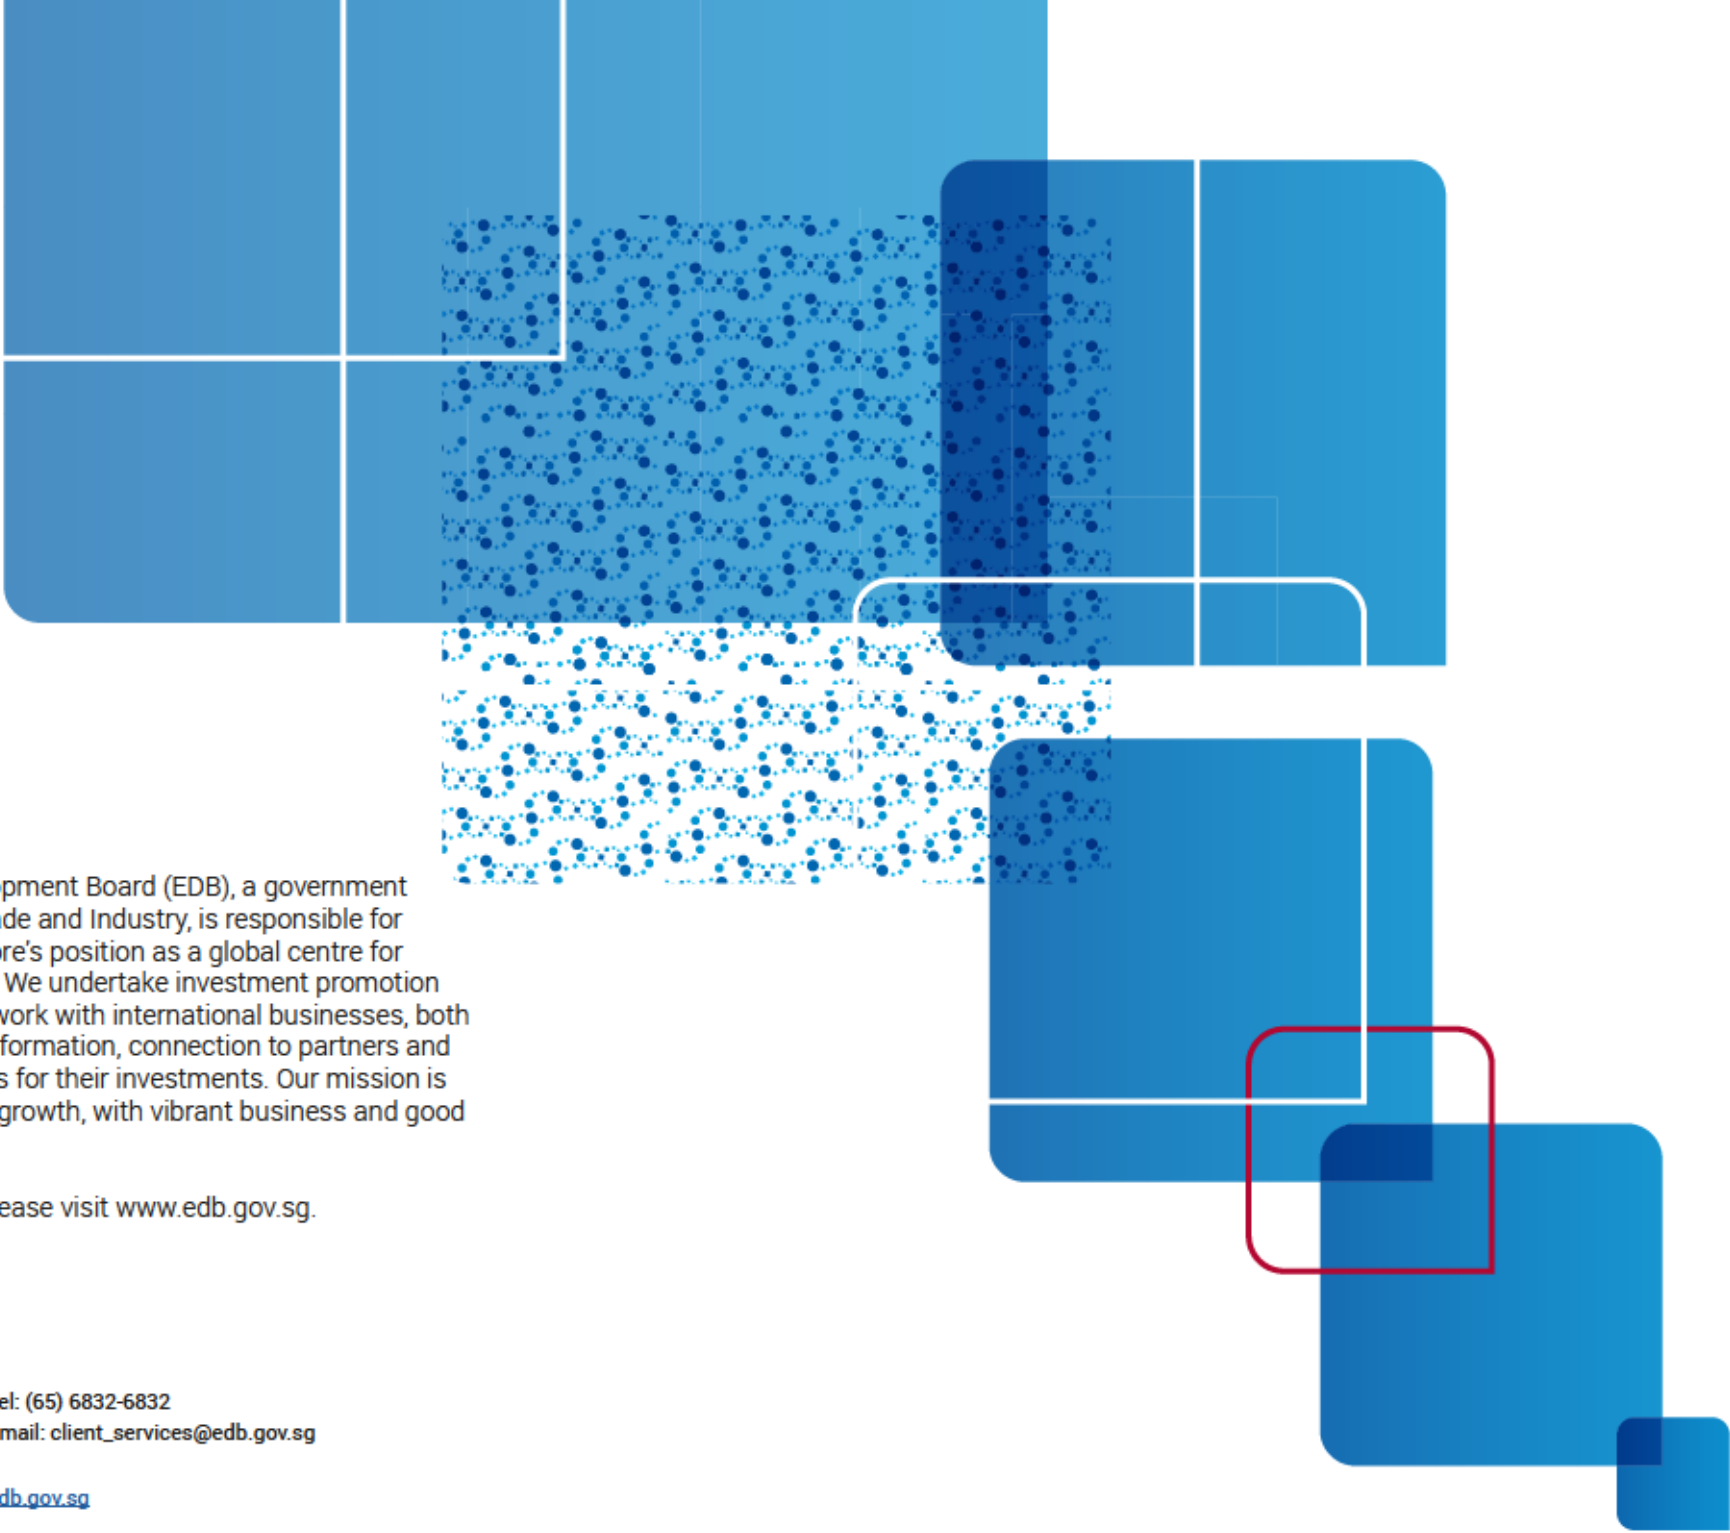 pment Board (EDB), a government
de and Industry, is responsible for
ore's position as a global centre for
We undertake investment promotion
work with international businesses, both
formation, connection to partners and
s for their investments. Our mission is
growth, with vibrant business and good
ease visit www.edb.gov.sg.
el: (65) 6832-6832
mail: client_services@edb.gov.sg
db.gov.sg